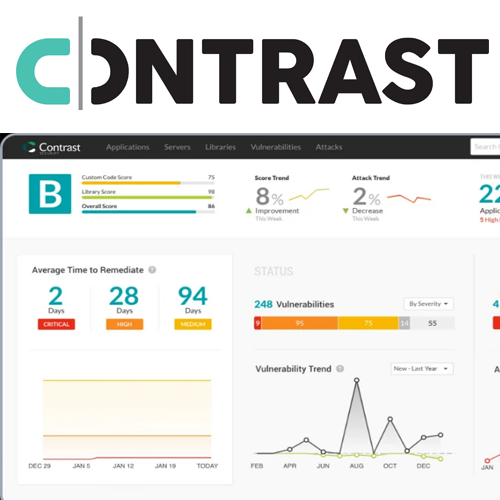 CONTRAST
Contrast
SECURITY
Applications Servers Libraries Vulnerabilities Attacks
Search
B
Custom Code Score 75
Library Score 98
Overall Score 86
Score Trend
8%
Improvement
This Week
Attack Trend
2%
Decrease
This Week
THIS WE
22
Applic
5 High
Average Time to Remediate ?
2 28 94
Days Days Days
CRITICAL HIGH MEDIUM
DEC 29 JAN 5 JAN 12 JAN 19 TODAY
STATUS
248 Vulnerabilities
By Severity
9 95 75 14 55
Vulnerability Trend ?
New - Last Year
FEB APR JUN AUG OCT DEC
4
A
JAN